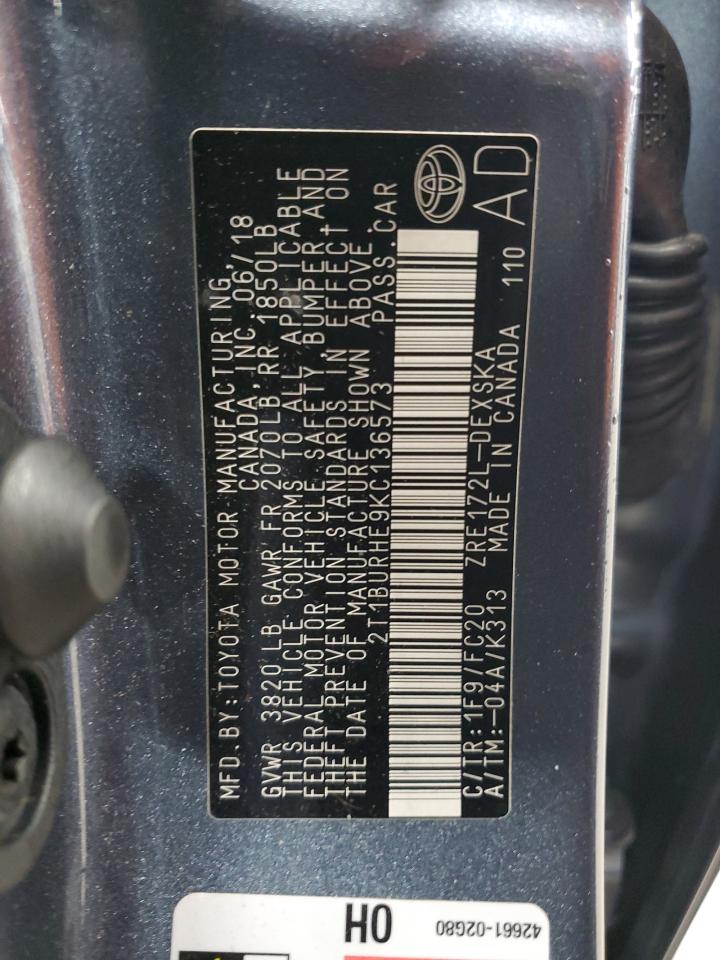 MFD.BY:TOYOTA MOTOR MANUFACTURING,
CANADA,INC. 06/18
GVWR 3820 LB GAWR FR 2070LB RR 1850LB
THIS VEHICLE CONFORMS TO ALL APPLICABLE
FEDERAL MOTOR VEHICLE SAFETY BUMPER,AND
THEFT PREVENTION STANDARDS IN EFFECT ON
THE DATE OF MANUFACTURE SHOWN ABOVE.
2T1BURHE9KC136573 PASS.CAR
C/TR:1F9/FC20 ZRE172L-DEXSKA
A/TM:-04A/K313 MADE IN CANADA 110
AD
0H
42661-02G80